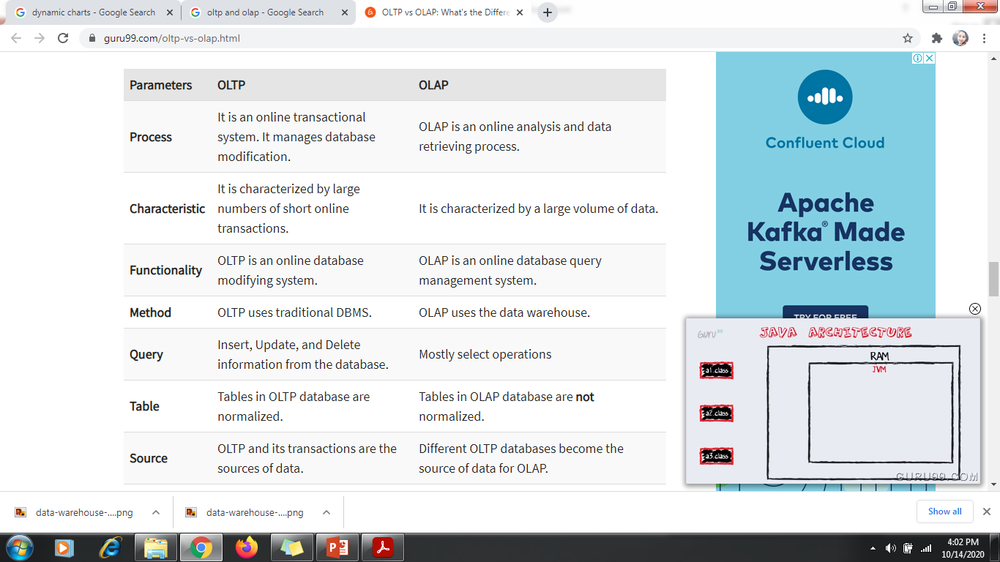 dynamic charts - Google Search
oltp and olap - Google Search
OLTP vs OLAP: What's the Differe
guru99.com/oltp-vs-olap.html
Parameters OLTP OLAP
Process
It is an online transactional
system. It manages database
modification.
OLAP is an online analysis and data
retrieving process.
Characteristic
It is characterized by large
numbers of short online
transactions.
It is characterized by a large volume of data.
Functionality
OLTP is an online database
modifying system.
OLAP is an online database query
management system.
Method
OLTP uses traditional DBMS.
OLAP uses the data warehouse.
Query
Insert, Update, and Delete
information from the database.
Mostly select operations
Table
Tables in OLTP database are
normalized.
Tables in OLAP database are not
normalized.
Source
OLTP and its transactions are the
sources of data.
Different OLTP databases become the
source of data for OLAP.
Confluent Cloud
Apache
Kafka® Made
Serverless
TRY FOR FREE
GURU99
JAVA ARCHITECTURE
RAM
JVM
a1.class
a2.class
a3.class
GURU99.COM
data-warehouse-....png
data-warehouse-....png
Show all
4:02 PM
10/14/2020